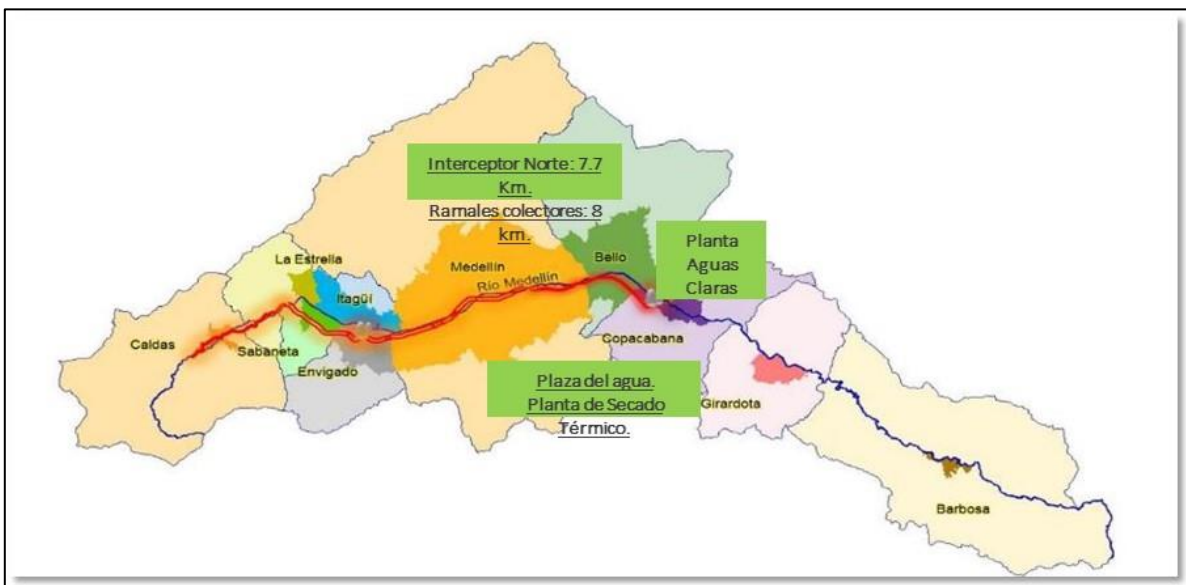 Interceptor Norte: 7.7
Km.
Ramales colectores: 8
km.
Planta
Aguas
Claras
La Estrella
Itagüí
Medellín
Río Medellín
Bello
Caldas
Sabaneta
Envigado
Copacabana
Plaza del agua.
Planta de Secado
Térmico.
Girardota
Barbosa